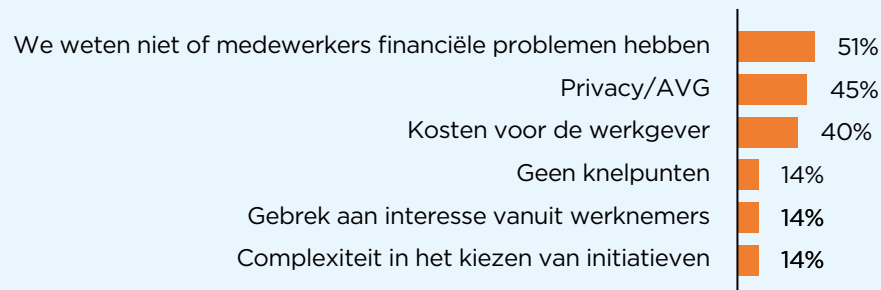 We weten niet of medewerkers financiële problemen hebben 51%
Privacy/AVG 45%
Kosten voor de werkgever 40%
Geen knelpunten 14%
Gebrek aan interesse vanuit werknemers 14%
Complexiteit in het kiezen van initiatieven 14%